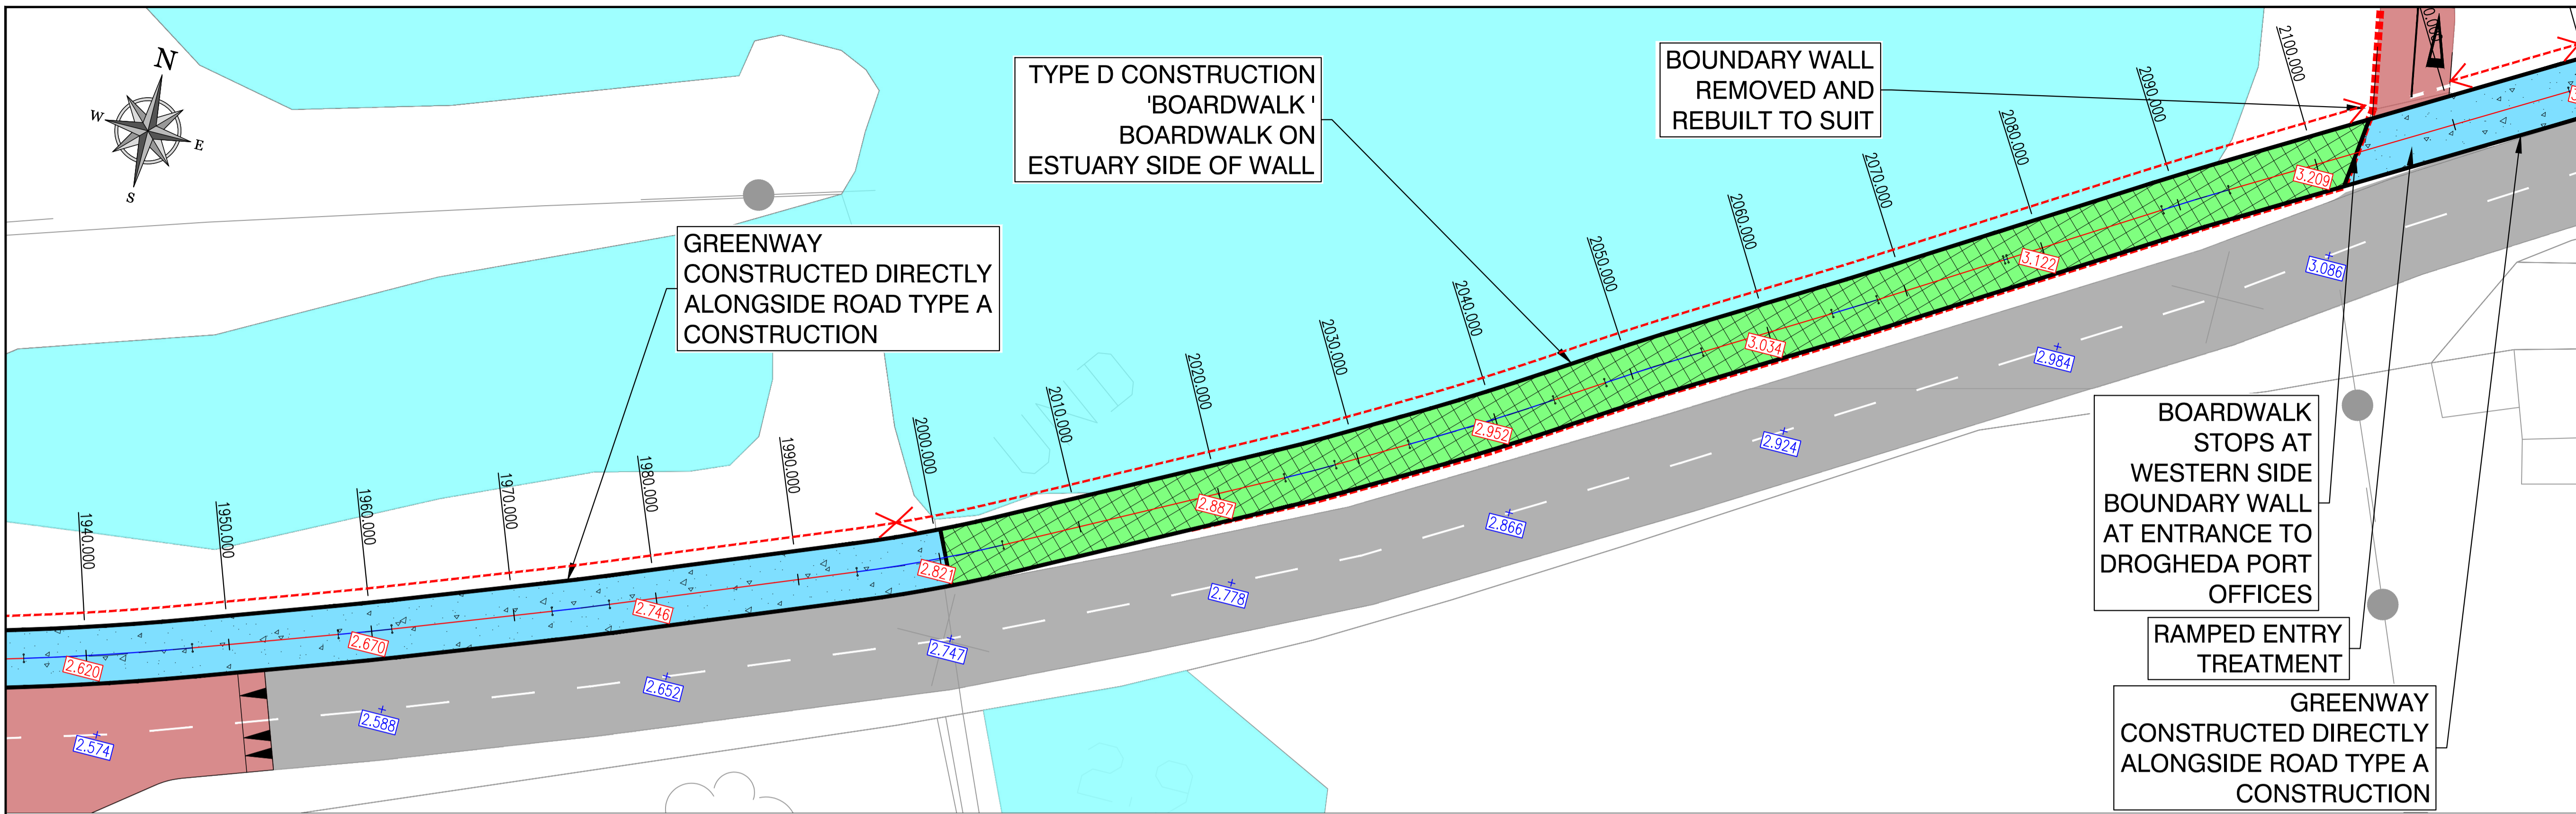 N
W
E
S
TYPE D CONSTRUCTION
'BOARDWALK '
BOARDWALK ON
ESTUARY SIDE OF WALL
BOUNDARY WALL
REMOVED AND
REBUILT TO SUIT
GREENWAY
CONSTRUCTED DIRECTLY
ALONGSIDE ROAD TYPE A
CONSTRUCTION
1940.000
1950.000
1960.000
1970.000
1980.000
1990.000
2000.000
2010.000
2020.000
2030.000
2040.000
2050.000
2060.000
2070.000
2080.000
2090.000
2100.000
2.620
2.670
2.746
2.821
2.887
2.952
3.034
3.122
3.209
2.574
2.588
2.652
2.747
2.778
2.866
2.924
2.984
3.086
BOARDWALK
STOPS AT
WESTERN SIDE
BOUNDARY WALL
AT ENTRANCE TO
DROGHEDA PORT
OFFICES
RAMPED ENTRY
TREATMENT
GREENWAY
CONSTRUCTED DIRECTLY
ALONGSIDE ROAD TYPE A
CONSTRUCTION